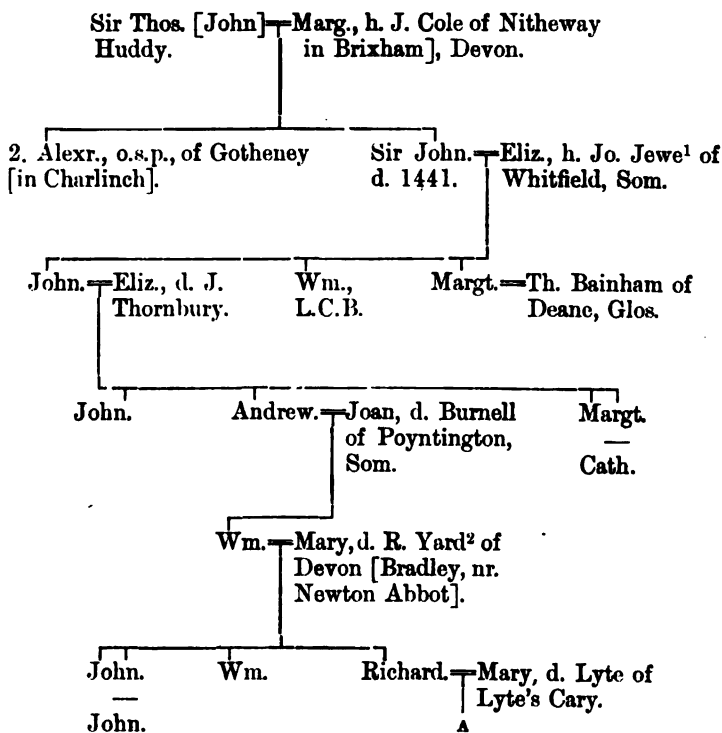 Sir Thos. [John] Marg., h. J. Cole of Nitheway
Huddy. in Brixham], Devon.
2. Alexr., o.s.p., of Gotheney Sir John. Eliz., h. Jo. Jewe¹ of
[in Charlinch]. d. 1441. Whitfield, Som.
John. Eliz., d. J. Wm., Margt. Th. Bainham of
Thornbury. L.C.B. Deane, Glos.
John. Andrew. Joan, d. Burnell Margt.
of Poyntington, —
Som. Cath.
Wm. Mary, d. R. Yard² of
Devon [Bradley, nr.
Newton Abbot].
John. Wm. Richard. Mary, d. Lyte of
— Lyte's Cary.
John. A